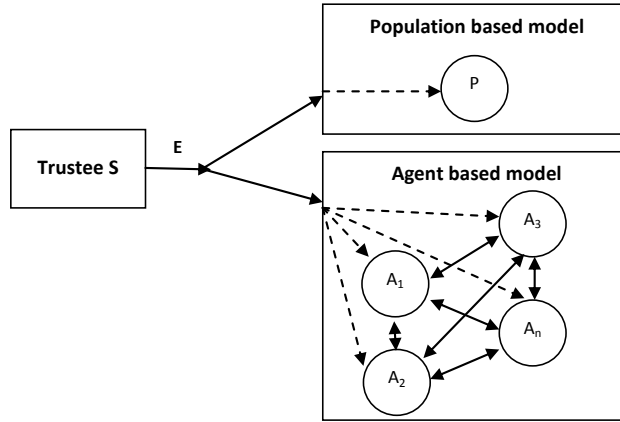 Population based model
P
E
Trustee S
Agent based model
A₃
A₁
Aₙ
A₂